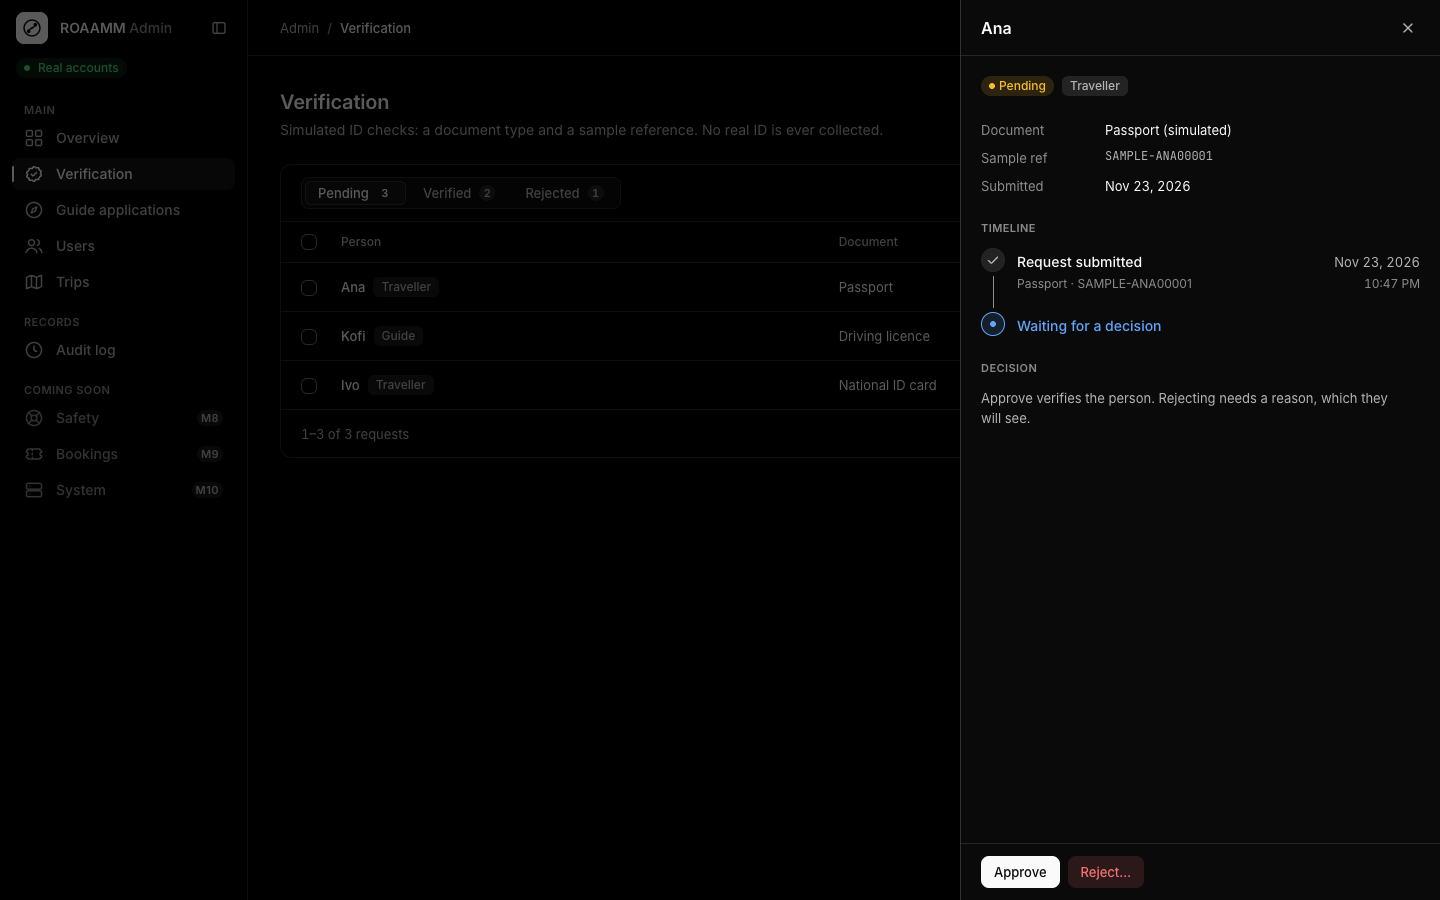 ROAAMM Admin
Real accounts
MAIN
Overview
Verification
Guide applications
Users
Trips
RECORDS
Audit log
COMING SOON
Safety M8
Bookings M9
System M10
Admin / Verification
Verification
Simulated ID checks: a document type and a sample reference. No real ID is ever collected.
Pending 3 Verified 2 Rejected 1
Person Document
Ana Traveller Passport
Kofi Guide Driving licence
Ivo Traveller National ID card
1–3 of 3 requests
Ana
Pending Traveller
Document Passport (simulated)
Sample ref SAMPLE-ANA00001
Submitted Nov 23, 2026
TIMELINE
Request submitted Nov 23, 2026
Passport · SAMPLE-ANA00001 10:47 PM
Waiting for a decision
DECISION
Approve verifies the person. Rejecting needs a reason, which they
will see.
Approve Reject...